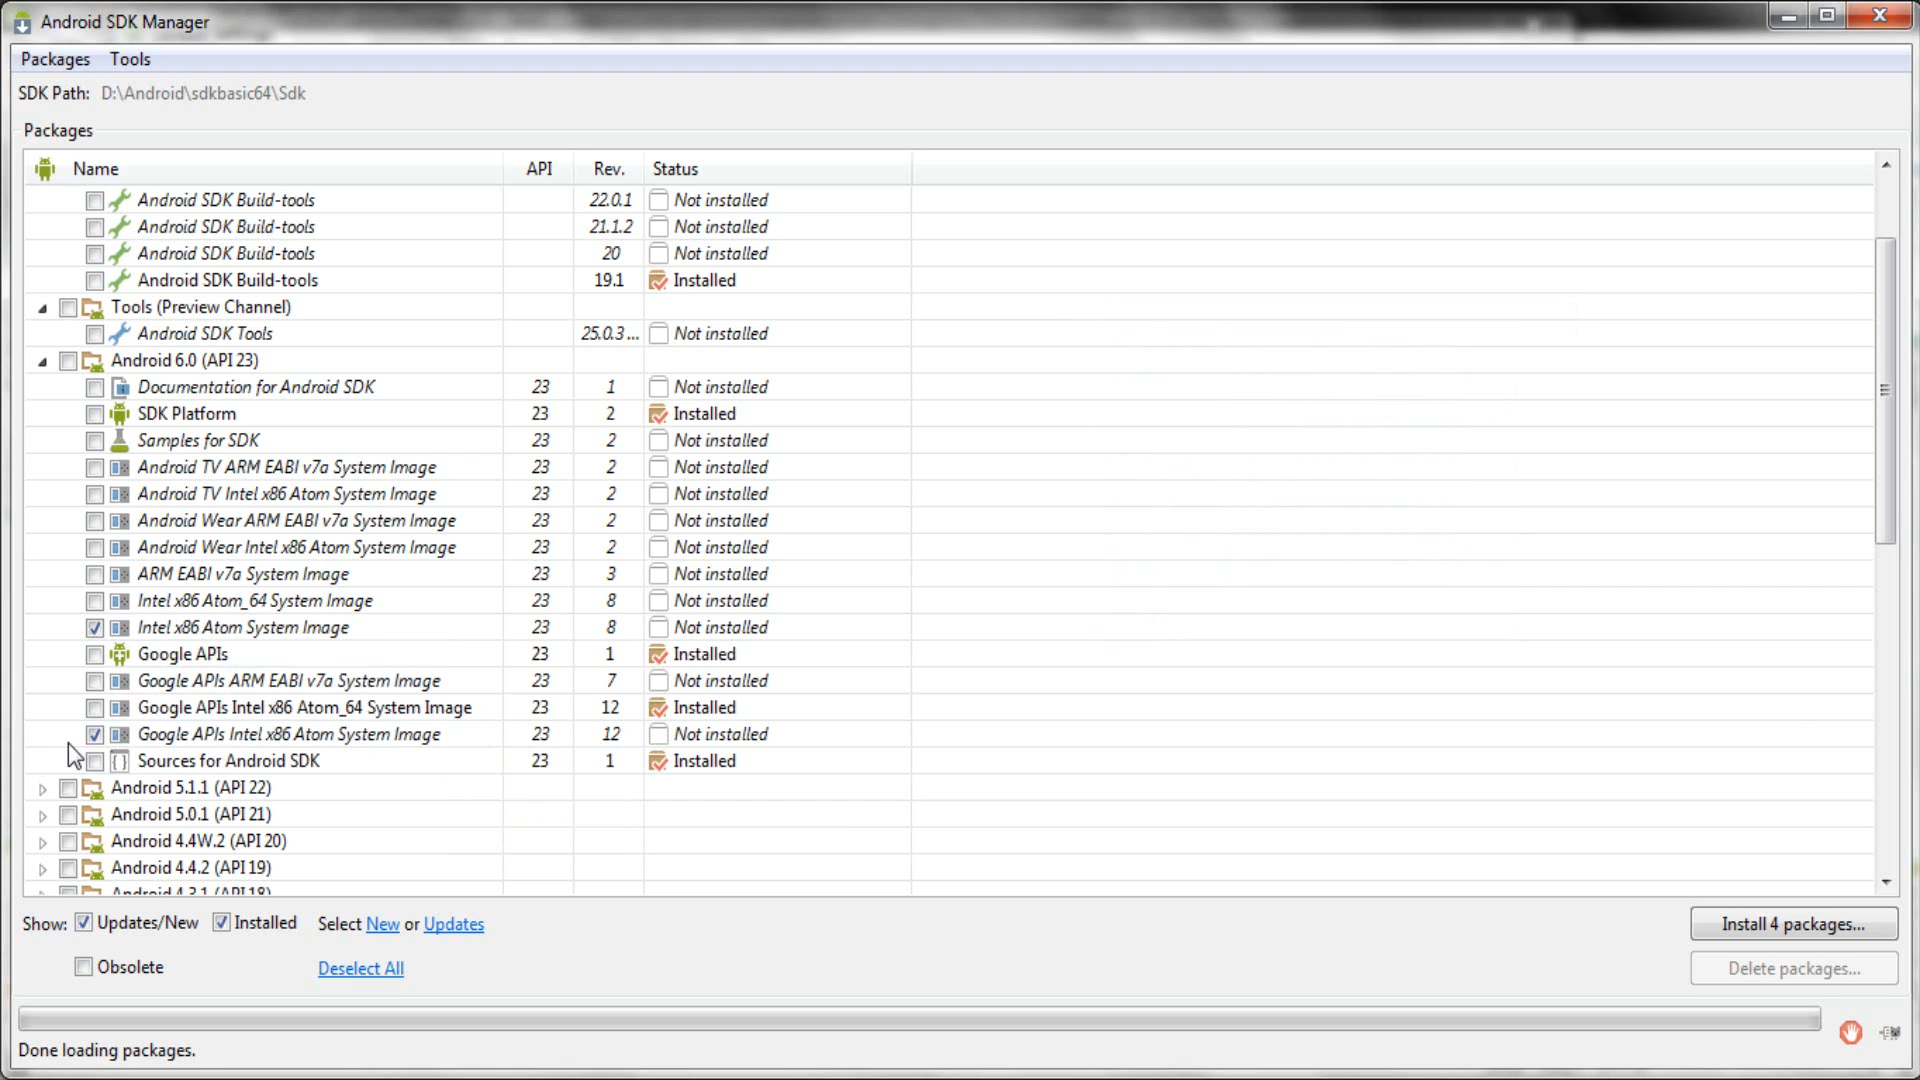 Android SDK Manager
Packages Tools
SDK Path: D:\Android\sdkbasic64\Sdk
Packages
Name API Rev. Status
Android SDK Build-tools 22.0.1 Not installed
Android SDK Build-tools 21.1.2 Not installed
Android SDK Build-tools 20 Not installed
Android SDK Build-tools 19.1 Installed
Tools (Preview Channel)
Android SDK Tools 25.0.3 ... Not installed
Android 6.0 (API 23)
Documentation for Android SDK 23 1 Not installed
SDK Platform 23 2 Installed
Samples for SDK 23 2 Not installed
Android TV ARM EABI v7a System Image 23 2 Not installed
Android TV Intel x86 Atom System Image 23 2 Not installed
Android Wear ARM EABI v7a System Image 23 2 Not installed
Android Wear Intel x86 Atom System Image 23 2 Not installed
ARM EABI v7a System Image 23 3 Not installed
Intel x86 Atom_64 System Image 23 8 Not installed
Intel x86 Atom System Image 23 8 Not installed
Google APIs 23 1 Installed
Google APIs ARM EABI v7a System Image 23 7 Not installed
Google APIs Intel x86 Atom_64 System Image 23 12 Installed
Google APIs Intel x86 Atom System Image 23 12 Not installed
Sources for Android SDK 23 1 Installed
Android 5.1.1 (API 22)
Android 5.0.1 (API 21)
Android 4.4W.2 (API 20)
Android 4.4.2 (API 19)
Android 4.3.1 (API 18)
Show: Updates/New Installed Select New or Updates Install 4 packages...
Obsolete Deselect All Delete packages...
Done loading packages.